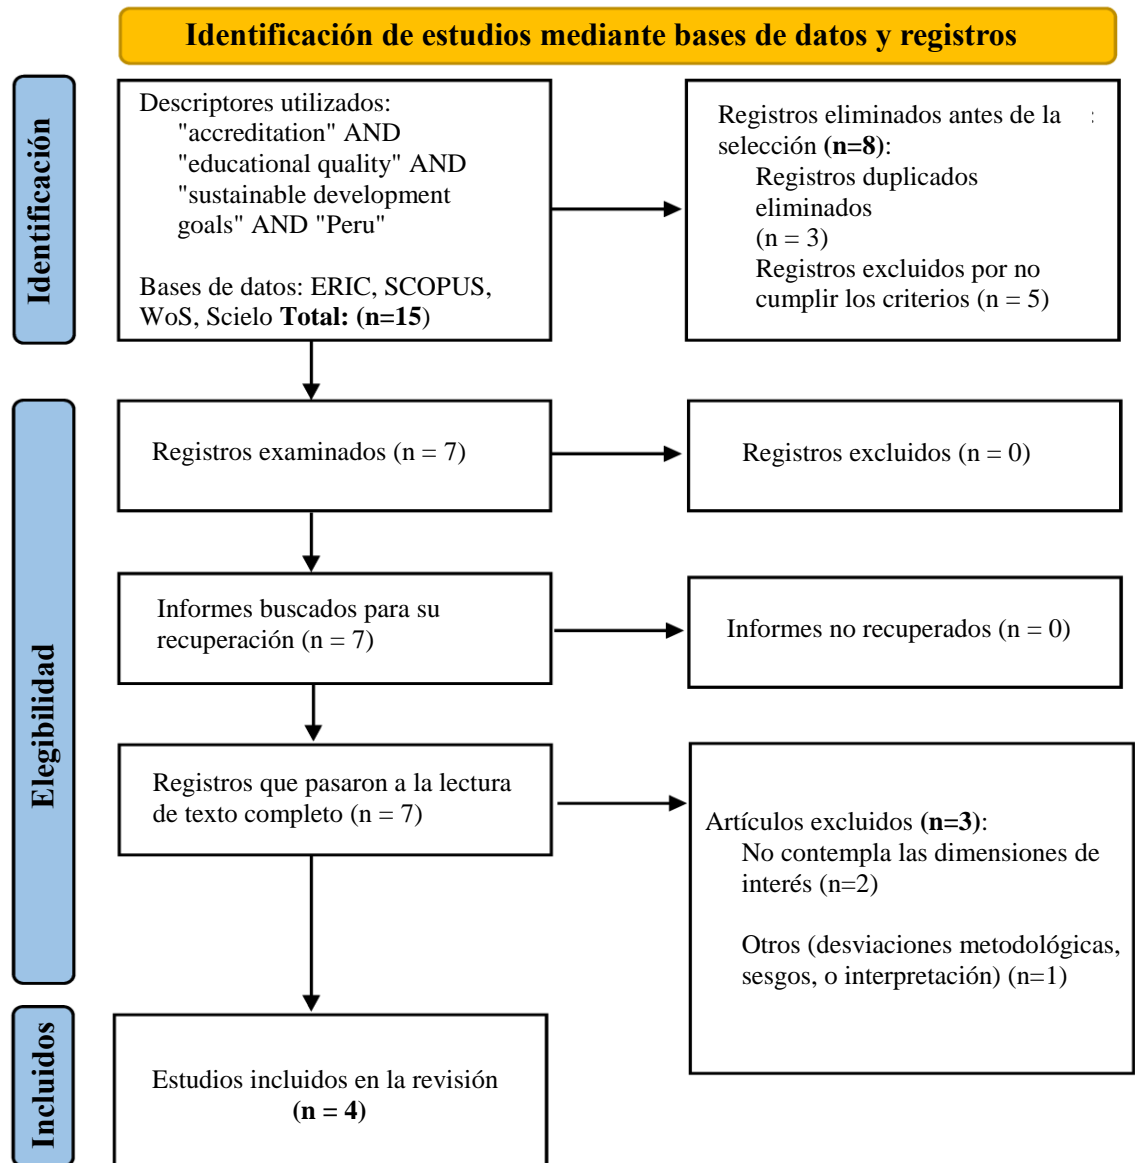 Identificación de estudios mediante bases de datos y registros
Identificación
Descriptores utilizados:
"accreditation" AND
"educational quality" AND
"sustainable development
goals" AND "Peru"
Bases de datos: ERIC, SCOPUS,
WoS, Scielo Total: (n=15)
Registros eliminados antes de la :
selección (n=8):
Registros duplicados
eliminados
(n = 3)
Registros excluidos por no
cumplir los criterios (n = 5)
Elegibilidad
Registros examinados (n = 7)
Registros excluidos (n = 0)
Informes buscados para su
recuperación (n = 7)
Informes no recuperados (n = 0)
Registros que pasaron a la lectura
de texto completo (n = 7)
Artículos excluidos (n=3):
No contempla las dimensiones de
interés (n=2)
Otros (desviaciones metodológicas,
sesgos, o interpretación) (n=1)
Incluidos
Estudios incluidos en la revisión
(n = 4)